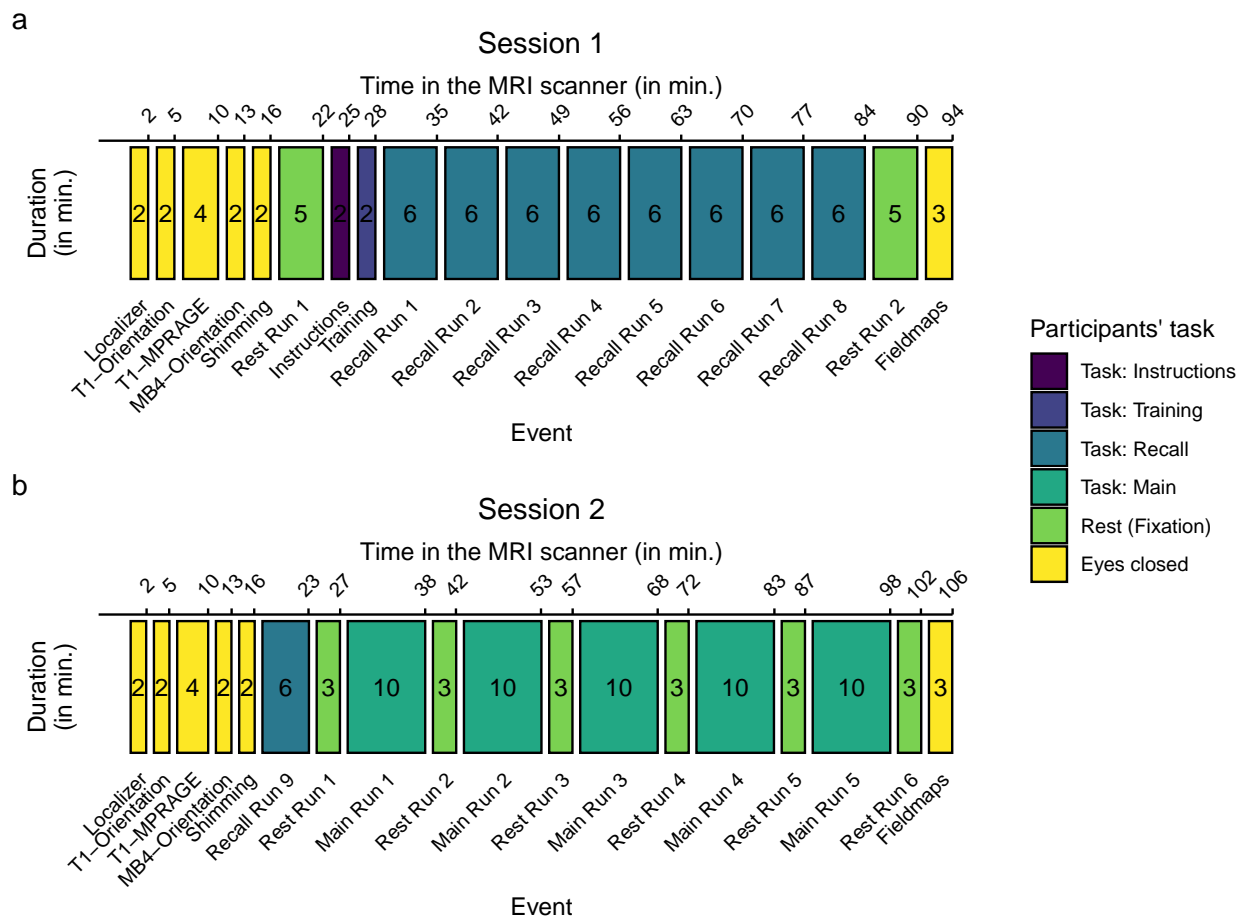 a
Session 1
Time in the MRI scanner (in min.)
2 5 10 13 16 22 25 28 35 42 49 56 63 70 77 84 90 94
Duration
(in min.)
2 2 4 2 2 5 2 2 6 6 6 6 6 6 6 6 5 3
Localizer
T1–Orientation
T1–MPRAGE
MB4–Orientation
Shimming
Rest Run 1
Instructions
Training
Recall Run 1
Recall Run 2
Recall Run 3
Recall Run 4
Recall Run 5
Recall Run 6
Recall Run 7
Recall Run 8
Rest Run 2
Fieldmaps
Event
b
Session 2
Time in the MRI scanner (in min.)
2 5 10 13 16 23 27 38 42 53 57 68 72 83 87 98 102 106
Duration
(in min.)
2 2 4 2 2 6 3 10 3 10 3 10 3 10 3 10 3 3
Localizer
T1–Orientation
T1–MPRAGE
MB4–Orientation
Shimming
Recall Run 9
Rest Run 1
Main Run 1
Rest Run 2
Main Run 2
Rest Run 3
Main Run 3
Rest Run 4
Main Run 4
Rest Run 5
Main Run 5
Rest Run 6
Fieldmaps
Event
Participants' task
Task: Instructions
Task: Training
Task: Recall
Task: Main
Rest (Fixation)
Eyes closed